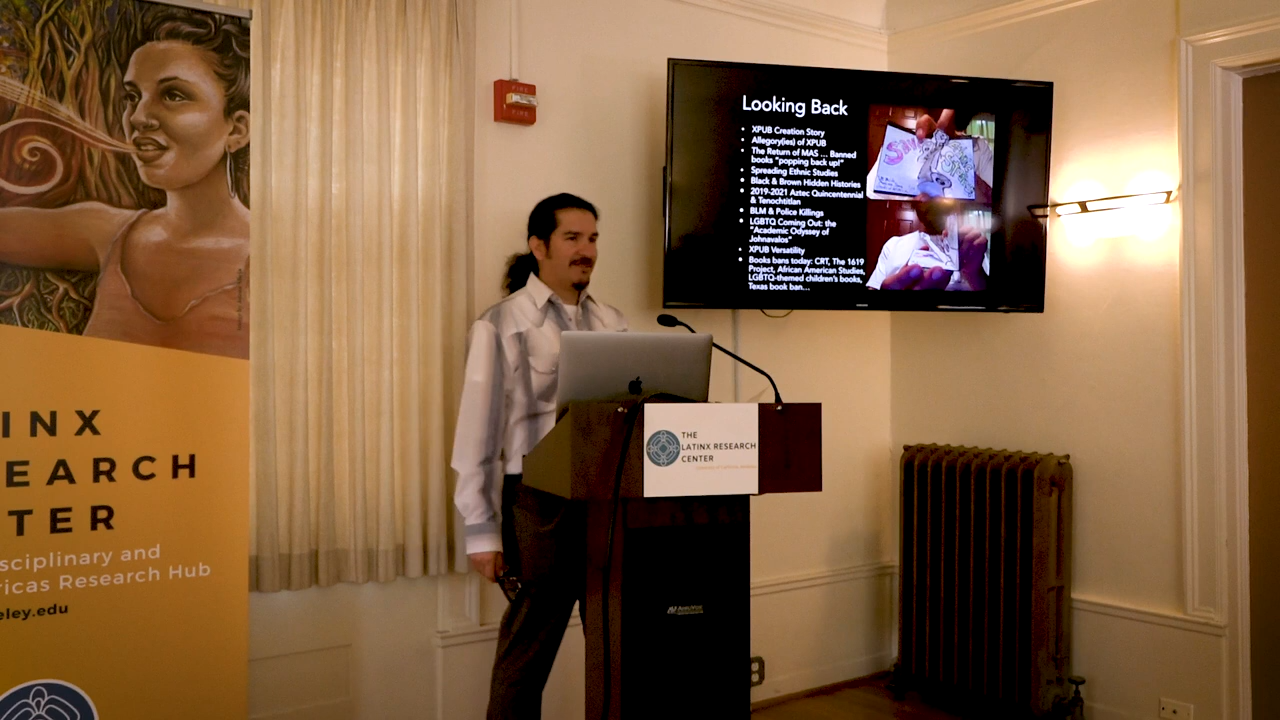 INX
EARCH
TER
sciplinary and
ricas Research Hub
eley.edu
FIRE
FIRE
Looking Back
• XPUB Creation Story
• Allegory(ies) of XPUB
• The Return of MAS ... Banned
books "popping back up!"
• Spreading Ethnic Studies
• Black & Brown Hidden Histories
• 2019-2021 Aztec Quincentennial
& Tenochtitlan
• BLM & Police Killings
• LGBTQ Coming Out: the
"Academic Odyssey of
Johnavalos"
• XPUB Versatility
• Books bans today: CRT, The 1619
Project, African American Studies,
LGBTQ-themed children's books,
Texas book ban...
THE
LATINX RESEARCH
CENTER